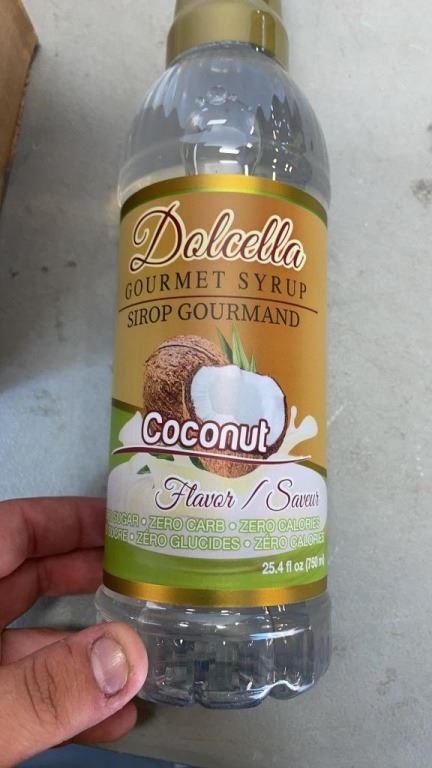 Dolcella
GOURMET SYRUP
SIROP GOURMAND
Coconut
Flavor / Saveur
SUGAR • ZERO CARB • ZERO CALORIES
ZERO GLUCIDES • ZÉRO CALORIES
25.4 fl oz (750 ml